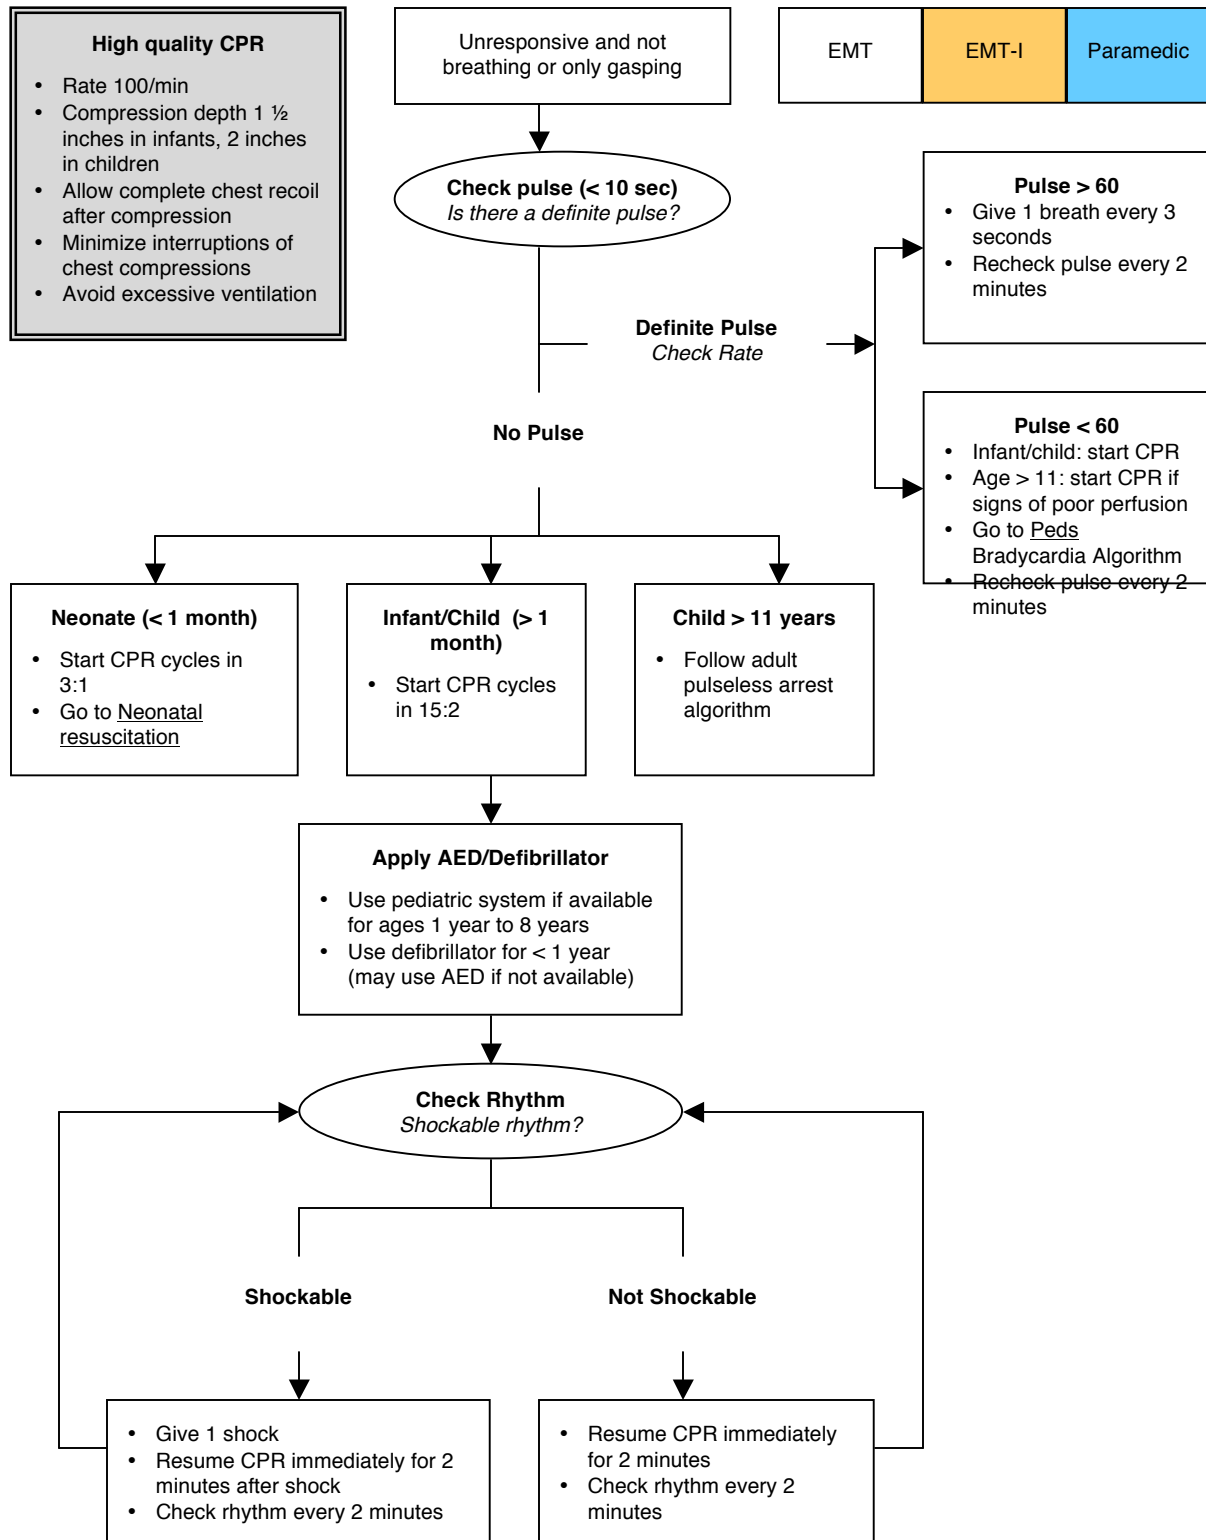 High quality CPR
• Rate 100/min
• Compression depth 1 ½
inches in infants, 2 inches
in children
• Allow complete chest recoil
after compression
• Minimize interruptions of
chest compressions
• Avoid excessive ventilation
Unresponsive and not
breathing or only gasping
EMT
EMT-I
Paramedic
Check pulse (< 10 sec)
Is there a definite pulse?
Pulse > 60
• Give 1 breath every 3
seconds
• Recheck pulse every 2
minutes
Definite Pulse
Check Rate
Pulse < 60
• Infant/child: start CPR
• Age > 11: start CPR if
signs of poor perfusion
• Go to Peds
Bradycardia Algorithm
• Recheck pulse every 2
minutes
No Pulse
Neonate (< 1 month)
• Start CPR cycles in
3:1
• Go to Neonatal
resuscitation
Infant/Child (> 1
month)
• Start CPR cycles
in 15:2
Child > 11 years
• Follow adult
pulseless arrest
algorithm
Apply AED/Defibrillator
• Use pediatric system if available
for ages 1 year to 8 years
• Use defibrillator for < 1 year
(may use AED if not available)
Check Rhythm
Shockable rhythm?
Shockable
Not Shockable
• Give 1 shock
• Resume CPR immediately for 2
minutes after shock
• Check rhythm every 2 minutes
• Resume CPR immediately
for 2 minutes
• Check rhythm every 2
minutes